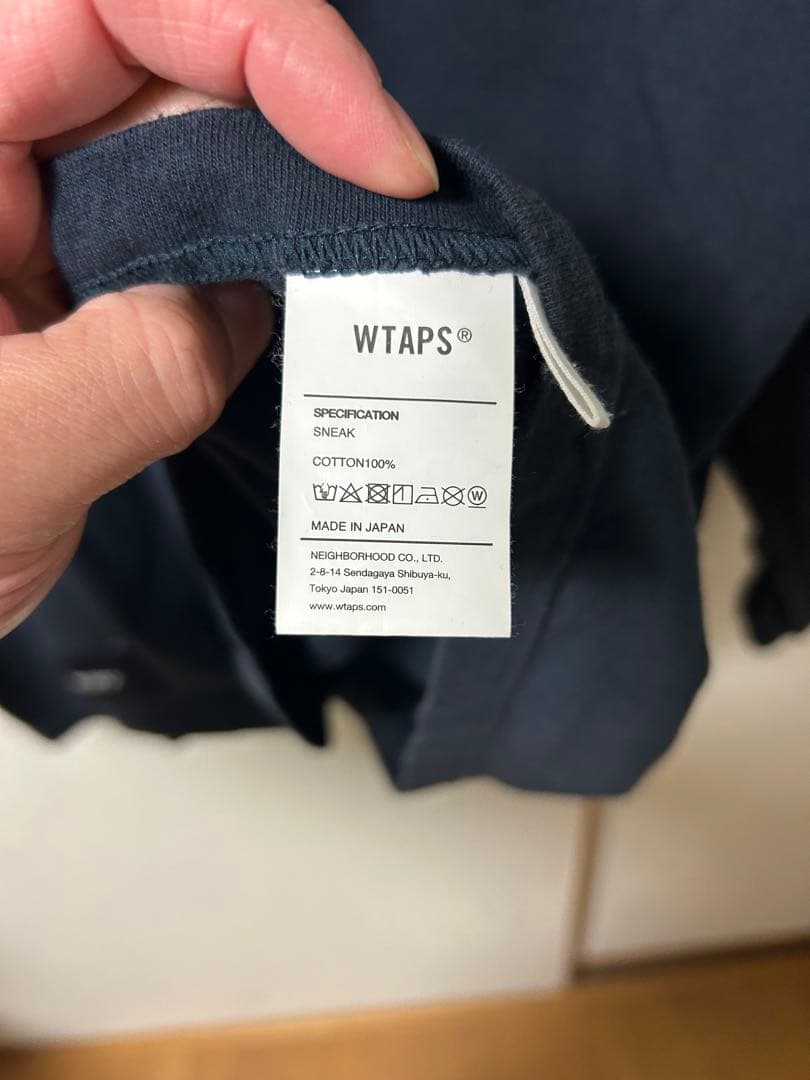 WTAPS®
SPECIFICATION
SNEAK
COTTON100%
W
MADE IN JAPAN
NEIGHBORHOOD CO., LTD.
2-8-14 Sendagaya Shibuya-ku,
Tokyo Japan 151-0051
www.wtaps.com